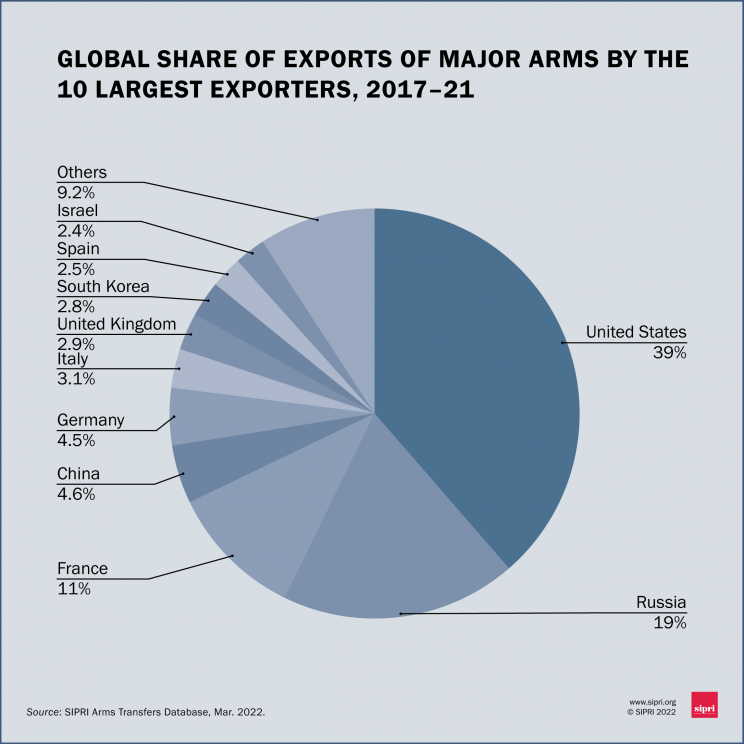 GLOBAL SHARE OF EXPORTS OF MAJOR ARMS BY THE
10 LARGEST EXPORTERS, 2017–21
Others
9.2%
Israel
2.4%
Spain
2.5%
South Korea
2.8%
United Kingdom
2.9%
Italy
3.1%
Germany
4.5%
China
4.6%
France
11%
United States
39%
Russia
19%
Source: SIPRI Arms Transfers Database, Mar. 2022.
www.sipri.org
© SIPRI 2022
sipri